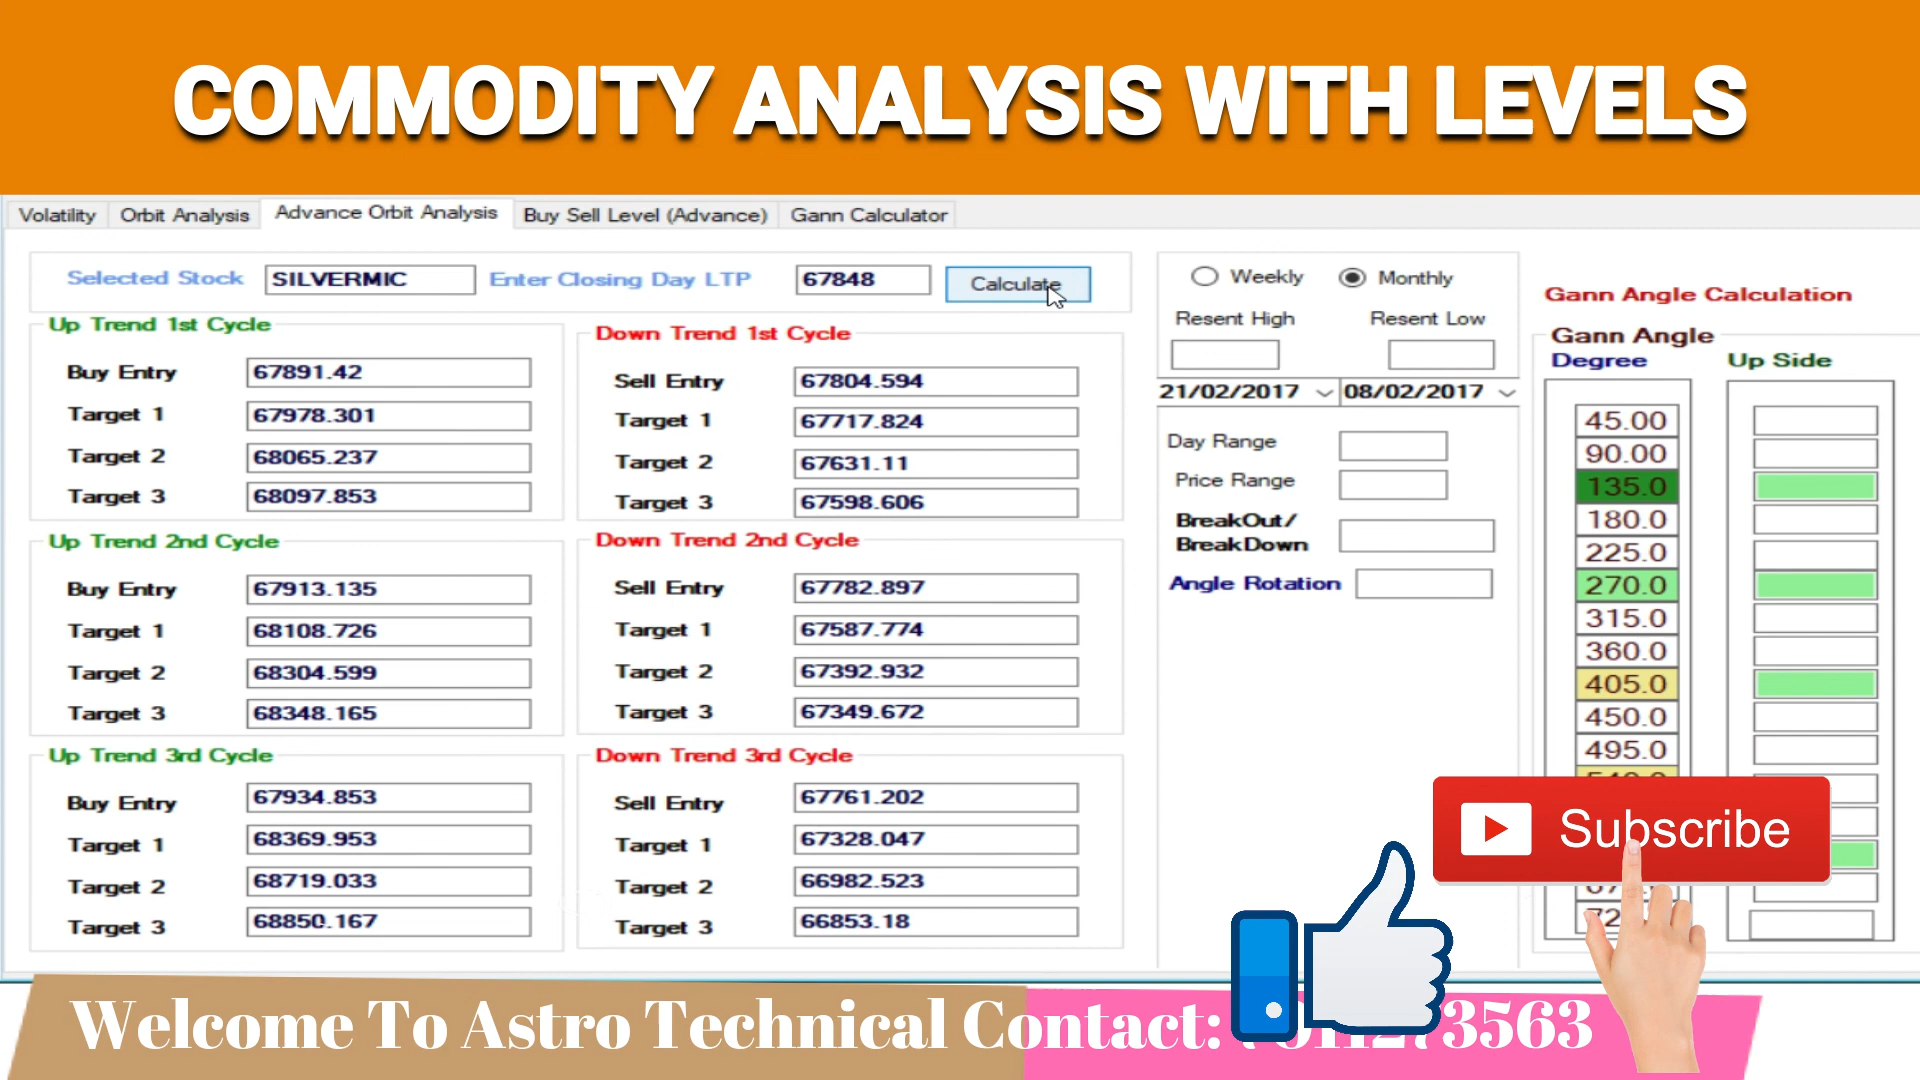 COMMODITY ANALYSIS WITH LEVELS
Volatility Orbit Analysis Advance Orbit Analysis Buy Sell Level (Advance) Gann Calculator
Selected Stock SILVERMIC Enter Closing Day LTP 67848 Calculate
Up Trend 1st Cycle
Buy Entry 67891.42
Target 1 67978.301
Target 2 68065.237
Target 3 68097.853
Down Trend 1st Cycle
Sell Entry 67804.594
Target 1 67717.824
Target 2 67631.11
Target 3 67598.606
Up Trend 2nd Cycle
Buy Entry 67913.135
Target 1 68108.726
Target 2 68304.599
Target 3 68348.165
Down Trend 2nd Cycle
Sell Entry 67782.897
Target 1 67587.774
Target 2 67392.932
Target 3 67349.672
Up Trend 3rd Cycle
Buy Entry 67934.853
Target 1 68369.953
Target 2 68719.033
Target 3 68850.167
Down Trend 3rd Cycle
Sell Entry 67761.202
Target 1 67328.047
Target 2 66982.523
Target 3 66853.18
Weekly Monthly
Resent High Resent Low
21/02/2017 08/02/2017
Day Range
Price Range
BreakOut/
BreakDown
Angle Rotation
Gann Angle Calculation
Gann Angle
Degree Up Side
45.00
90.00
135.0
180.0
225.0
270.0
315.0
360.0
405.0
450.0
495.0
Subscribe
Welcome To Astro Technical Contact: